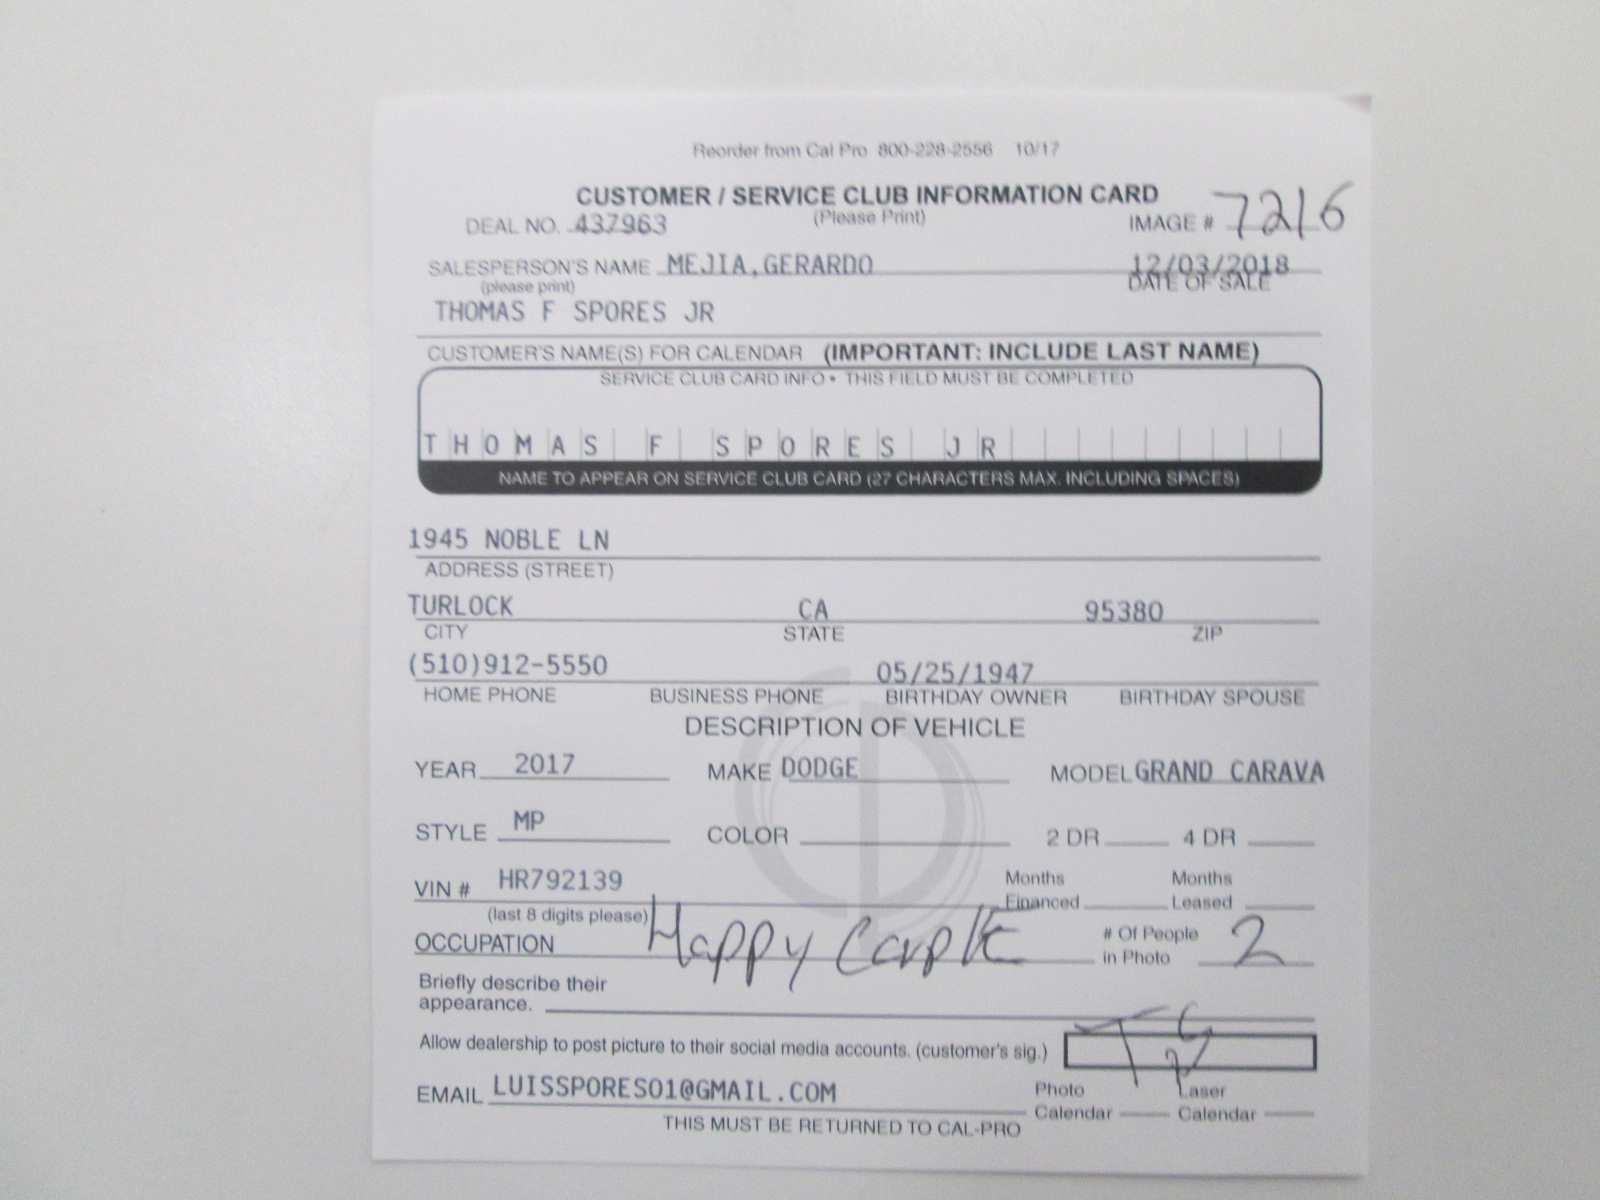 Reorder from Cal Pro 800-228-2556 10/17
CUSTOMER / SERVICE CLUB INFORMATION CARD
DEAL NO. 437963 (Please Print) IMAGE # 7216
SALESPERSON'S NAME MEJIA,GERARDO 12/03/2018
(please print) DATE OF SALE
THOMAS F SPORES JR
CUSTOMER'S NAME(S) FOR CALENDAR (IMPORTANT: INCLUDE LAST NAME)
SERVICE CLUB CARD INFO • THIS FIELD MUST BE COMPLETED
THOMAS F SPORES JR
NAME TO APPEAR ON SERVICE CLUB CARD (27 CHARACTERS MAX. INCLUDING SPACES)
1945 NOBLE LN
ADDRESS (STREET)
TURLOCK CA 95380
CITY STATE ZIP
(510)912-5550 05/25/1947
HOME PHONE BUSINESS PHONE BIRTHDAY OWNER BIRTHDAY SPOUSE
DESCRIPTION OF VEHICLE
YEAR 2017 MAKE DODGE MODEL GRAND CARAVA
STYLE MP COLOR 2 DR 4 DR
VIN # HR792139 Months Financed Months Leased
(last 8 digits please)
OCCUPATION Happy # Of People in Photo 2
Briefly describe their
appearance.
Allow dealership to post picture to their social media accounts. (customer's sig.)
EMAIL LUISSPORES01@GMAIL.COM Photo Calendar Laser Calendar
THIS MUST BE RETURNED TO CAL-PRO